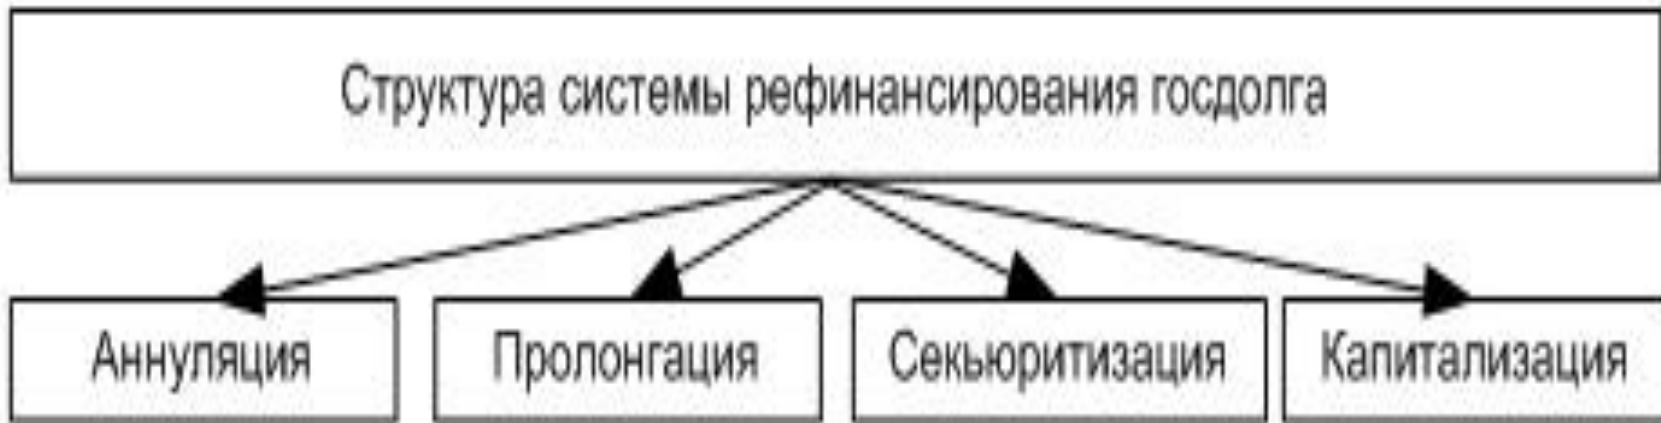 Структура системы рефинансирования госдолга
Аннуляция
Пролонгация
Секьюритизация
Капитализация